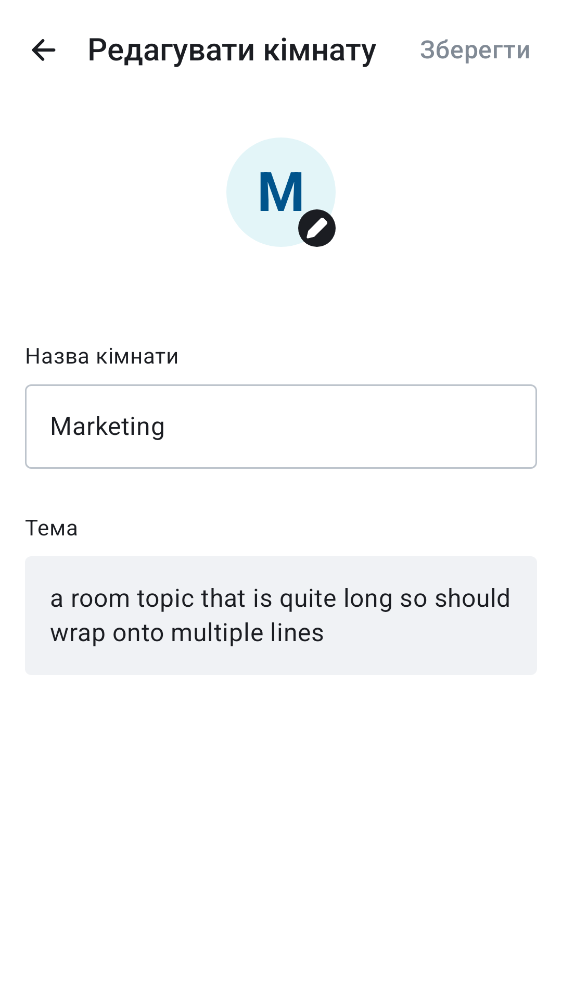 Редагувати кімнату Зберегти
M
Назва кімнати
Marketing
Тема
a room topic that is quite long so should
wrap onto multiple lines